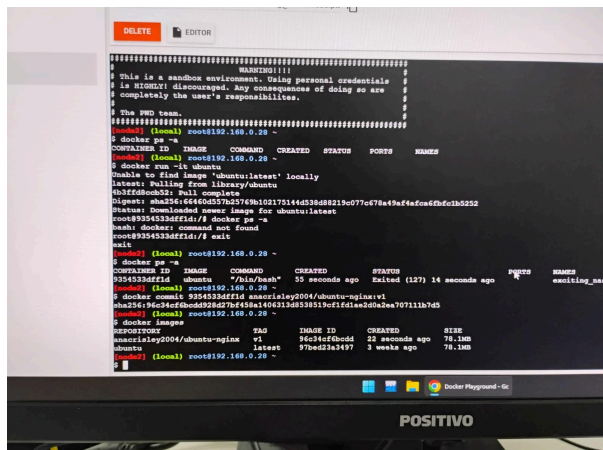 DELETE
EDITOR
WARNING!!!!
This is a sandbox environment. Using personal credentials
is HIGHLY! discouraged. Any consequences of doing so are
completely the user's responsibilites.
The PWD team.
[node2] (local) root@192.168.0.28 ~
$ docker ps -a
CONTAINER ID IMAGE COMMAND CREATED STATUS PORTS NAMES
[node2] (local) root@192.168.0.28 ~
$ docker run -it ubuntu
Unable to find image 'ubuntu:latest' locally
latest: Pulling from library/ubuntu
4b3ffd8ccb52: Pull complete
Digest: sha256:66460d557b25769b102175144d538d88219c077c678a49af4afca6fbfc1b5252
Status: Downloaded newer image for ubuntu:latest
root@9354533dff1d:/# docker ps -a
bash: docker: command not found
root@9354533dff1d:/# exit
exit
[node2] (local) root@192.168.0.28 ~
$ docker ps -a
CONTAINER ID IMAGE COMMAND CREATED STATUS PORTS NAMES
9354533dff1d ubuntu "/bin/bash" 55 seconds ago Exited (127) 14 seconds ago
[node2] (local) root@192.168.0.28 ~
$ docker commit 9354533dff1d anacrisley2004/ubuntu-nginx:v1
[node2] (local) root@192.168.0.28 ~
$ docker images
REPOSITORY TAG IMAGE ID CREATED SIZE
anacrisley2004/ubuntu-nginx v1 96c34cf6bcdd 22 seconds ago 78.1MB
ubuntu latest 97bed23a3497 3 weeks ago 78.1MB
[node2] (local) root@192.168.0.28 ~
$
Docker Playground - Gc
POSITIVO